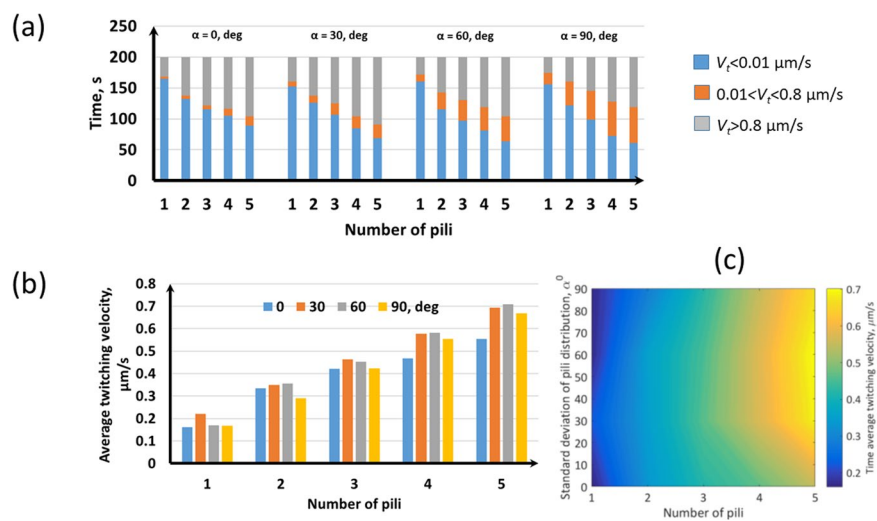 (a)
250
200
150
100
50
0
Time, s
α = 0, deg
α = 30, deg
α = 60, deg
α = 90, deg
1 2 3 4 5 1 2 3 4 5 1 2 3 4 5 1 2 3 4 5
Number of pili
Vt<0.01 µm/s
0.01<Vt<0.8 µm/s
Vt>0.8 µm/s
(b)
Average twitching velocity,
µm/s
0.8
0.7
0.6
0.5
0.4
0.3
0.2
0.1
0
0 30 60 90, deg
1 2 3 4 5
Number of pili
(c)
Standard deviation of pili distribution, α⁰
90
80
70
60
50
40
30
20
10
0
1 2 3 4 5
Number of pili
0.7
0.6
0.5
0.4
0.3
0.2
Time average twitching velocity, µm/s